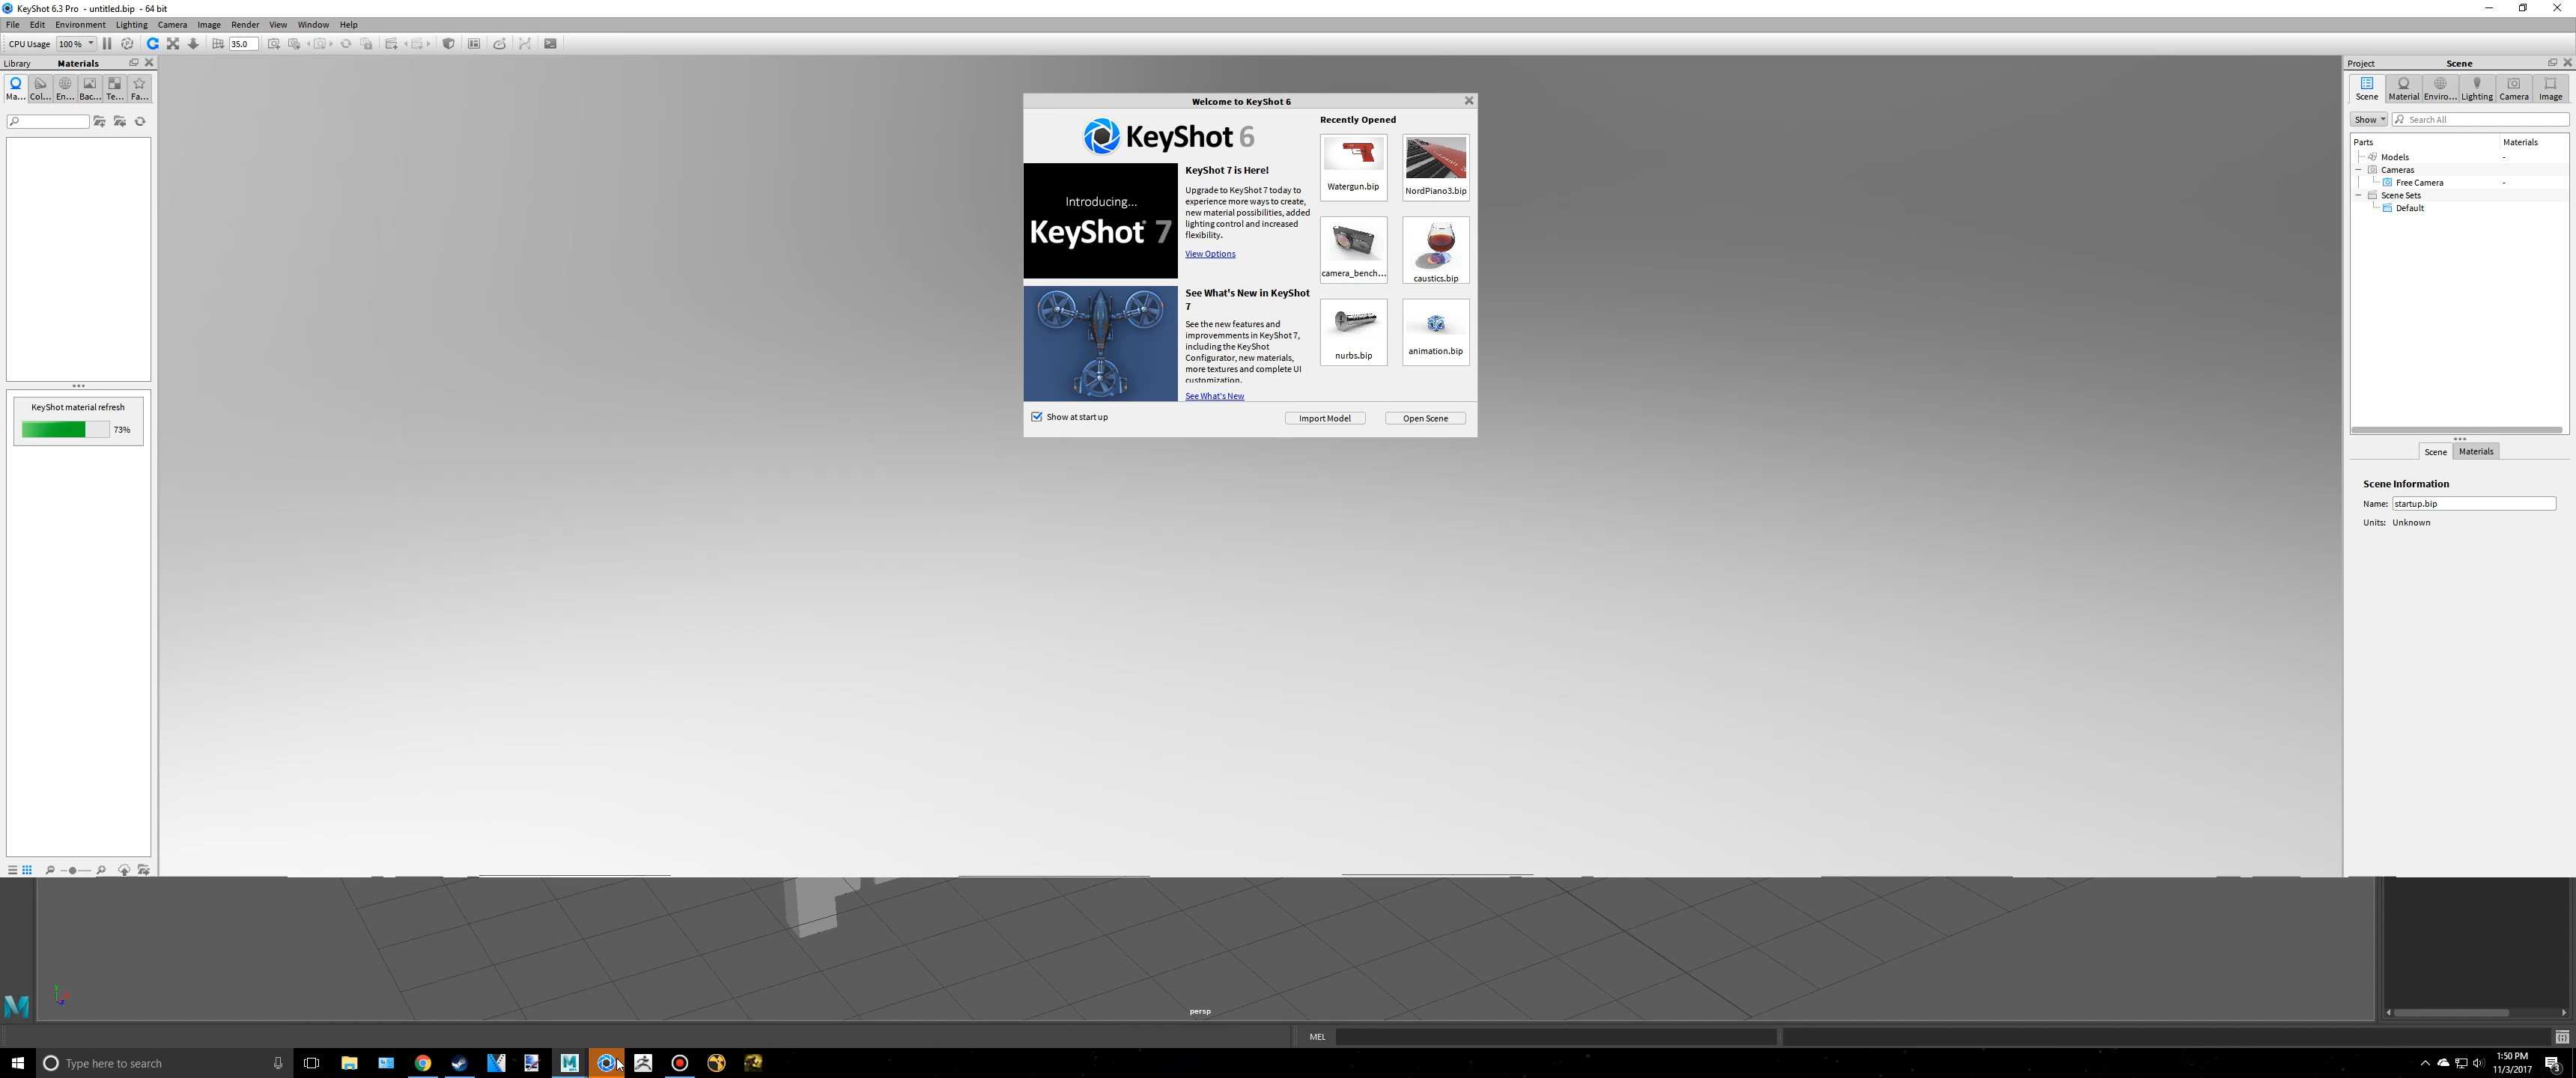 KeyShot 6.3 Pro - untitled.bip - 64 bit
File Edit Environment Lighting Camera Image Render View Window Help
CPU Usage 100 % 35.0
Library Materials
Ma... Col... En... Bac... Te... Fa...
KeyShot material refresh
73%
Welcome to KeyShot 6
KeyShot 6
Introducing...
KeyShot 7
KeyShot 7 is Here!
Upgrade to KeyShot 7 today to
experience more ways to create,
new material possibilities, added
lighting control and increased
flexibility.
View Options
See What's New in KeyShot
7
See the new features and
improvemments in KeyShot 7,
including the KeyShot
Configurator, new materials,
more textures and complete UI
customization.
See What's New
Recently Opened
Watergun.bip
NordPiano3.bip
camera_bench...
caustics.bip
nurbs.bip
animation.bip
Show at start up
Import Model
Open Scene
Project Scene
Scene Material Enviro... Lighting Camera Image
Show Search All
Parts Materials
Models -
Cameras
Free Camera -
Scene Sets
Default
Scene Materials
Scene Information
Name: startup.bip
Units: Unknown
persp
MEL
Type here to search
1:50 PM
11/3/2017
3